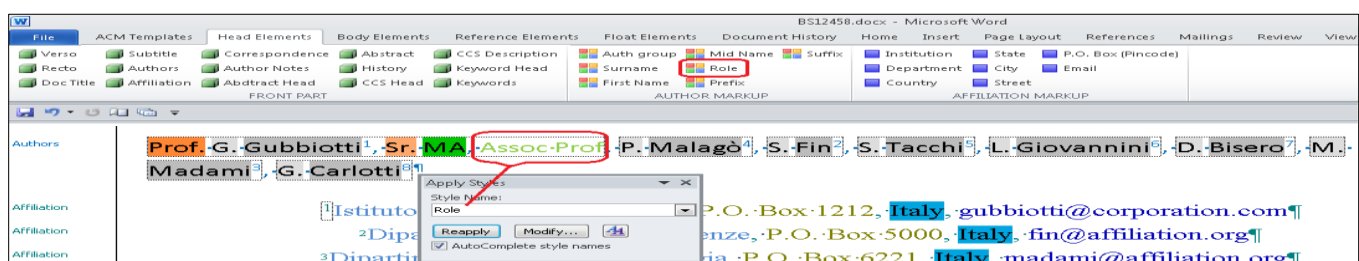 W BS12458.docx - Microsoft Word
File ACM Templates Head Elements Body Elements Reference Elements Float Elements Document History Home Insert Page Layout References Mailings Review View
Verso Subtitle Correspondence Abstract CCS Description Auth group Mid Name Suffix Institution State P.O. Box (Pincode)
Recto Authors Author Notes History Keyword Head Surname Role Department City Email
Doc Title Affiliation Abdtract Head CCS Head Keywords First Name Prefix Country Street
FRONT PART AUTHOR MARKUP AFFILIATION MARKUP
Authors Prof.·G.·Gubbiotti1,·Sr.·MA,·Assoc·Prof.·P.·Malagò4,·S.·Fin2,·S.·Tacchi5,·L.·Giovannini6,·D.·Bisero7,·M.·
Madami3,·G.·Carlotti8¶
Apply Styles
Style Name:
Affiliation 1Istituto Role P.O.·Box·1212,·Italy,·gubbiotti@corporation.com¶
Reapply Modify...
Affiliation 2Dipa nze,·P.O.·Box·5000,·Italy,·fin@affiliation.org¶
AutoComplete style names
Affiliation 3Dipartin ria,·P.O.·Box·6221,·Italy,·madami@affiliation.org¶